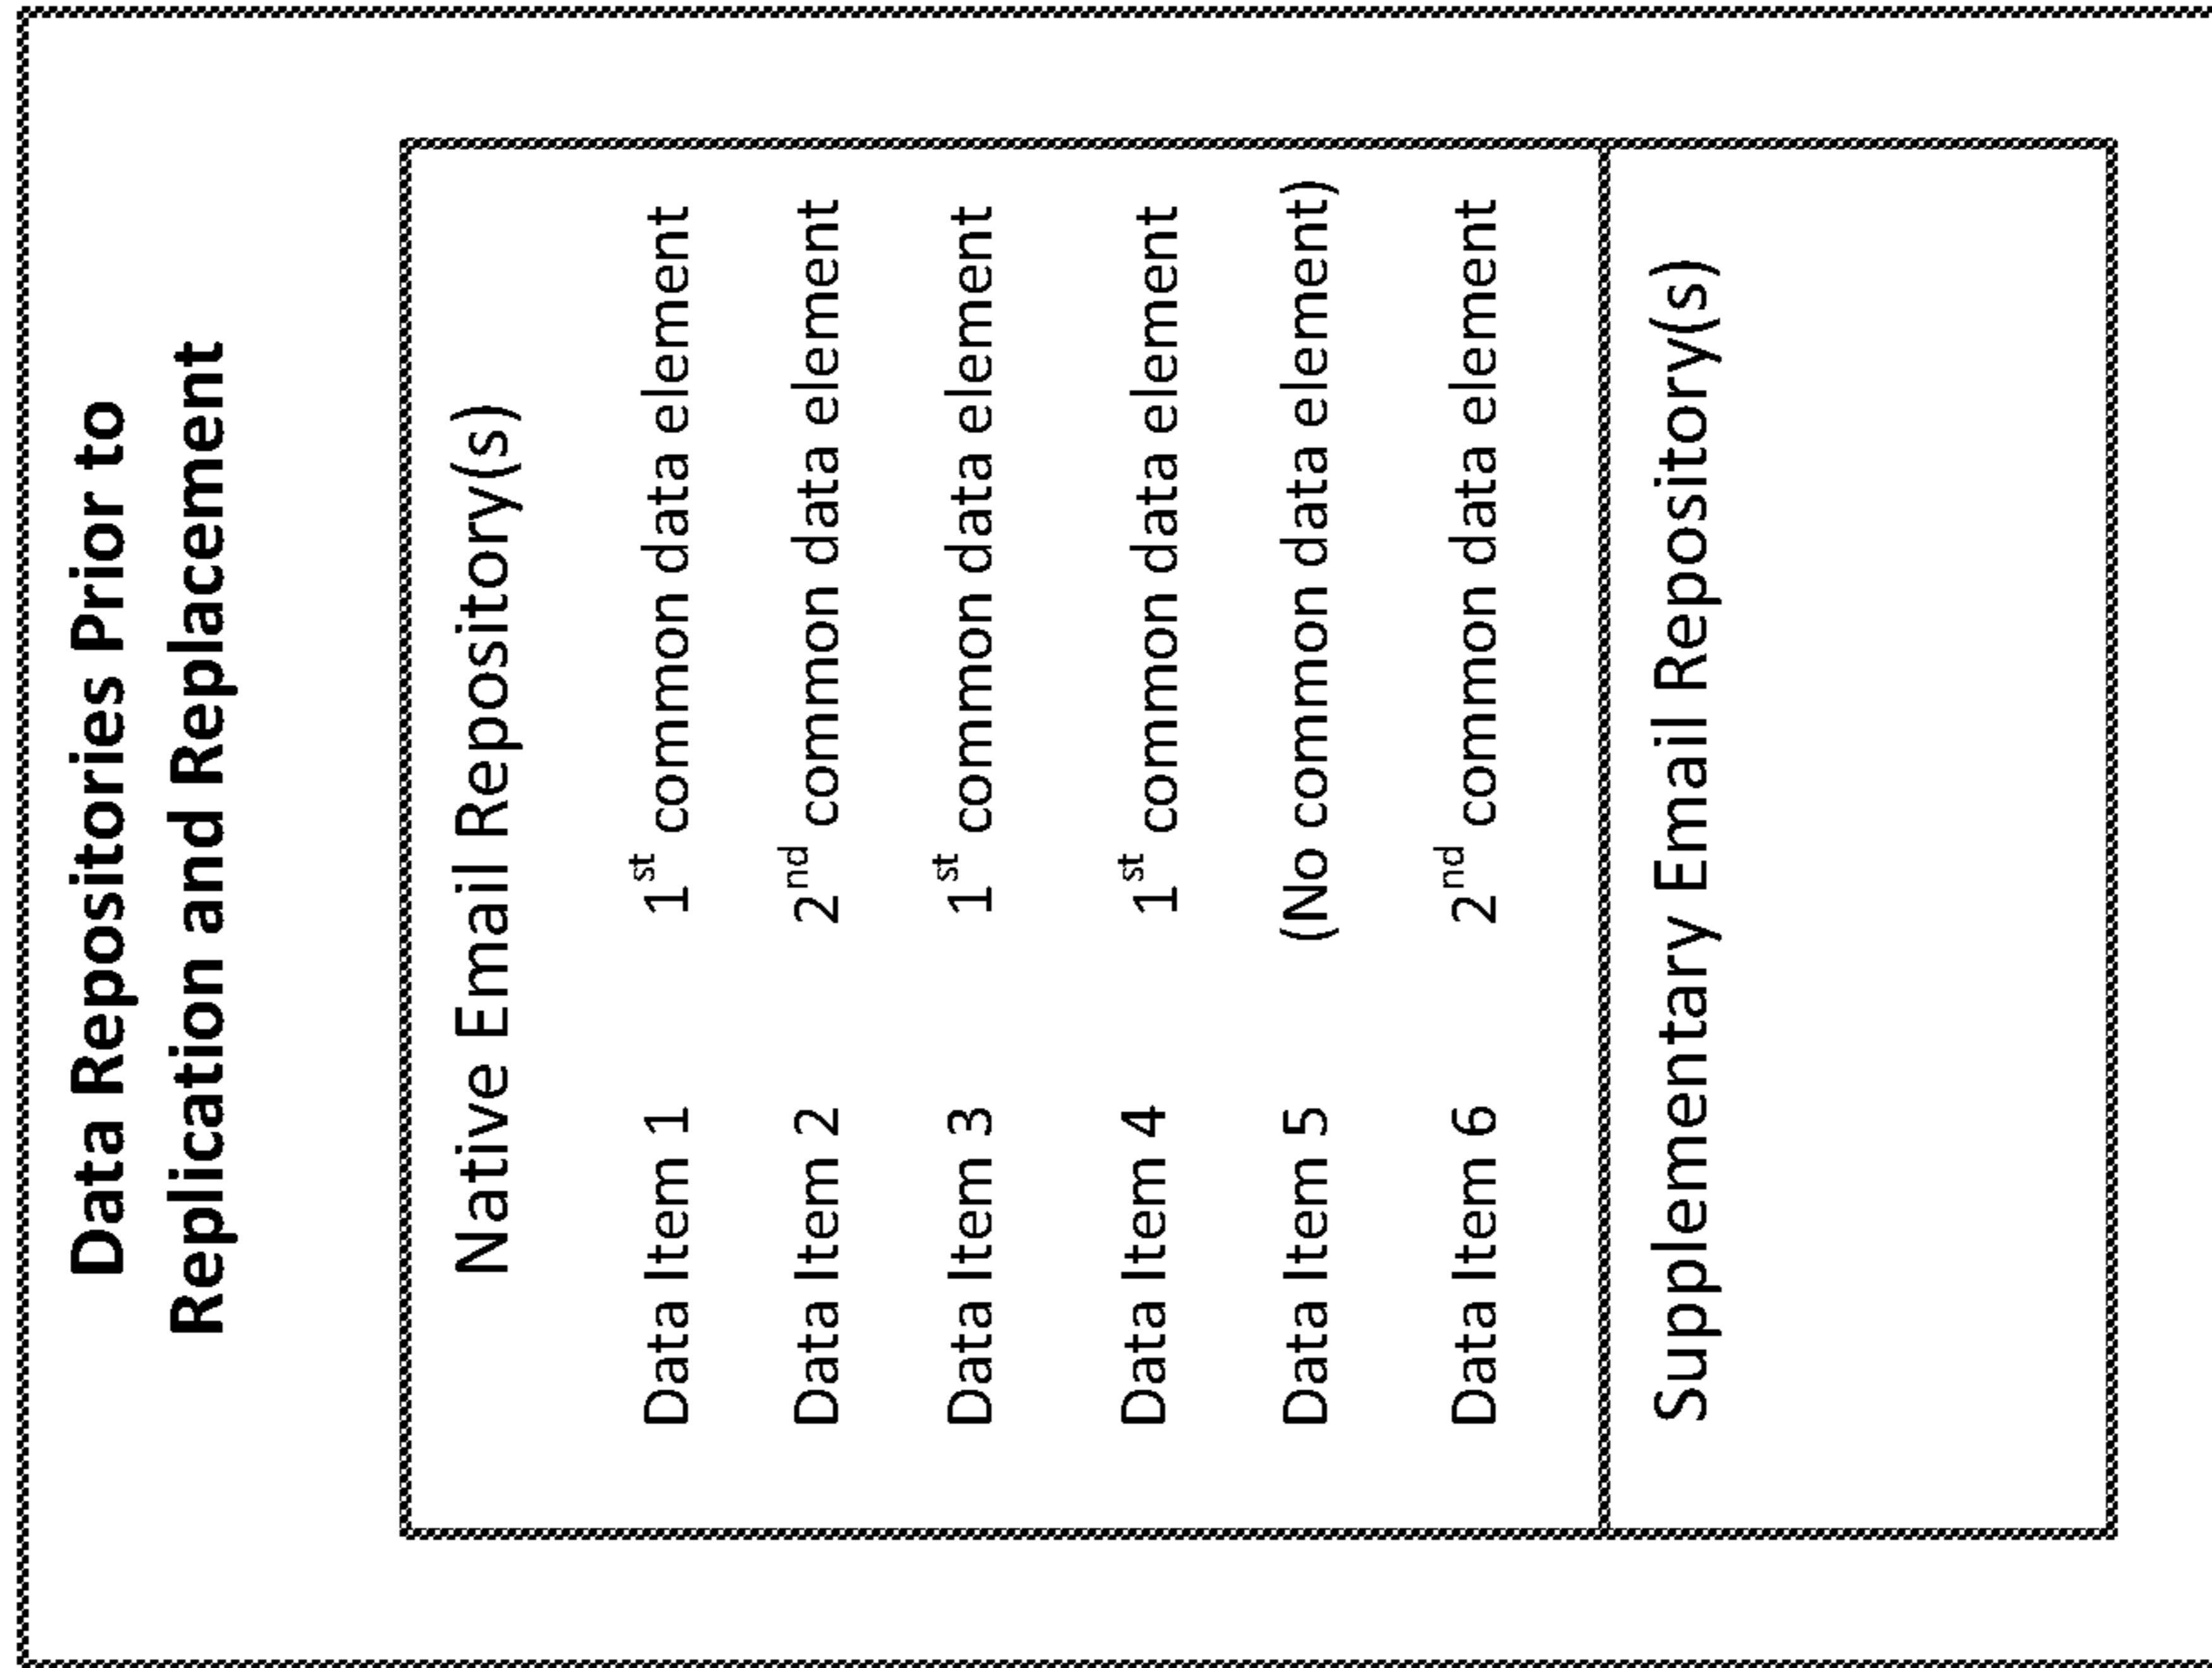 Data Repositories Prior to
Replication and Replacement
Native Email Repository(s)
Data Item 1 1st common data element
Data Item 2 2nd common data element
Data Item 3 1st common data element
Data Item 4 1st common data element
Data Item 5 (No common data element)
Data Item 6 2nd common data element
Supplementary Email Repository(s)